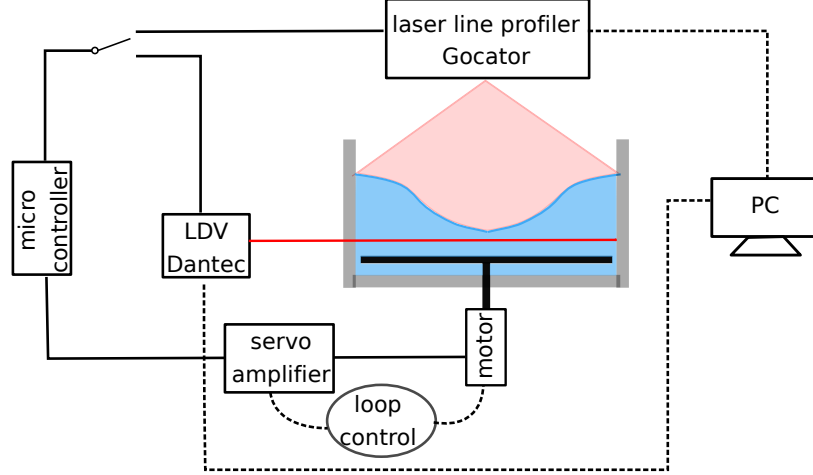 laser line profiler
Gocator
micro
controller
LDV
Dantec
PC
servo
amplifier
motor
loop
control